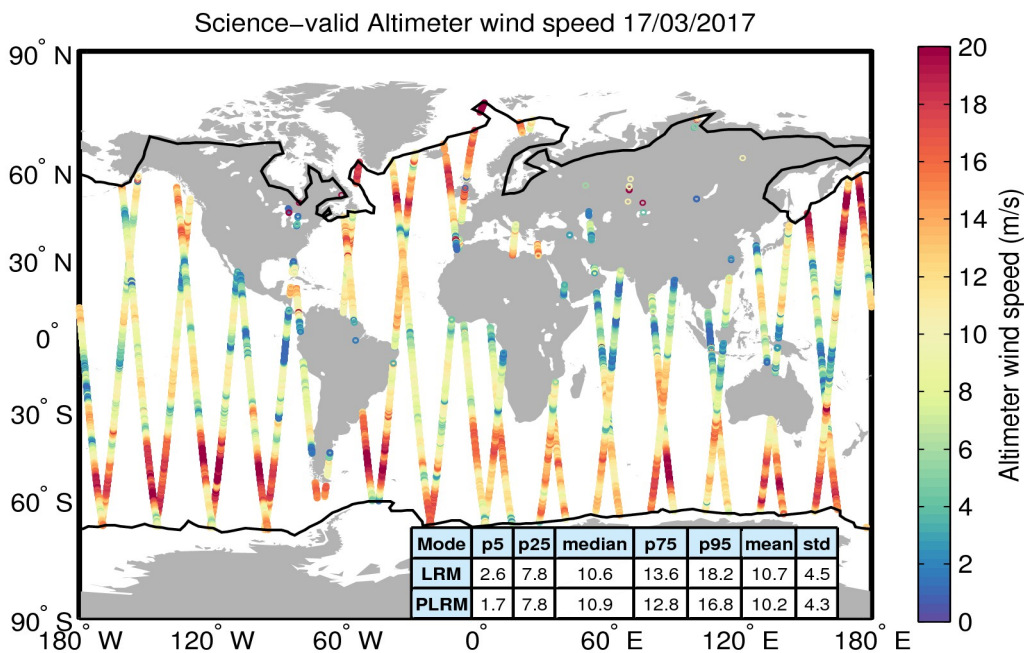 Science−valid Altimeter wind speed 17/03/2017
90° N
60° N
30° N
0°
30° S
60° S
90° S
180° W
120° W
60° W
0°
60° E
120° E
180° E
Mode p5 p25 median p75 p95 mean std
LRM 2.6 7.8 10.6 13.6 18.2 10.7 4.5
PLRM 1.7 7.8 10.9 12.8 16.8 10.2 4.3
20
18
16
14
12
10
8
6
4
2
0
Altimeter wind speed (m/s)